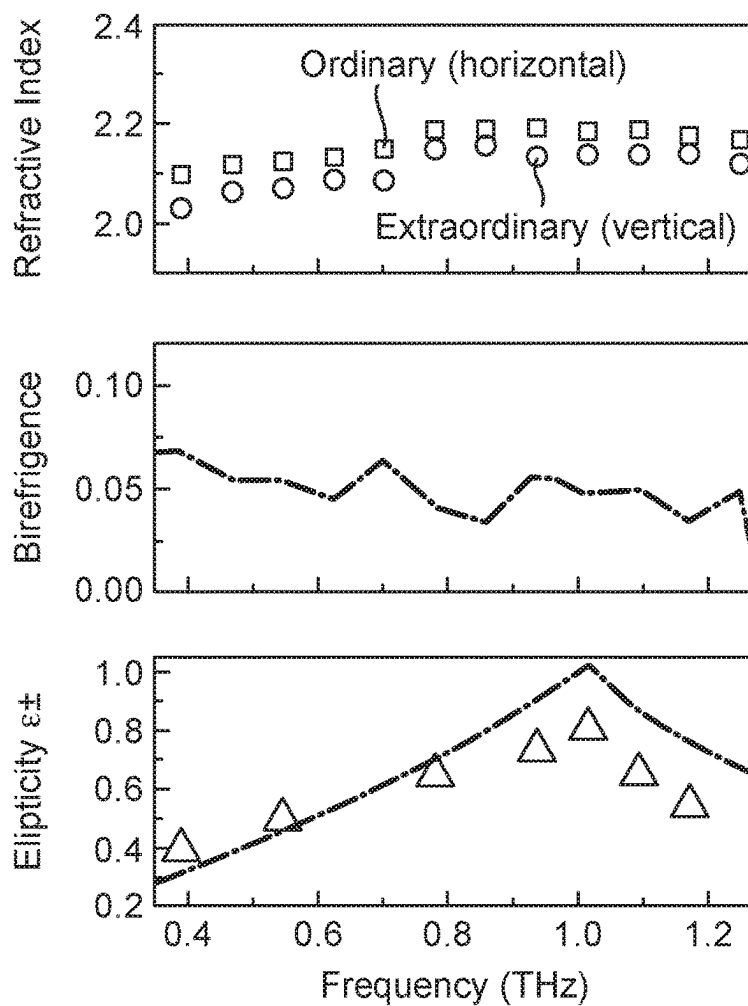 2.4
Ordinary (horizontal)
2.2
2.0
Extraordinary (vertical)
Refractive Index
0.10
0.05
0.00
Birefrigence
1.0
0.8
0.6
0.4
0.2
Elipticity ε±
0.4 0.6 0.8 1.0 1.2
Frequency (THz)